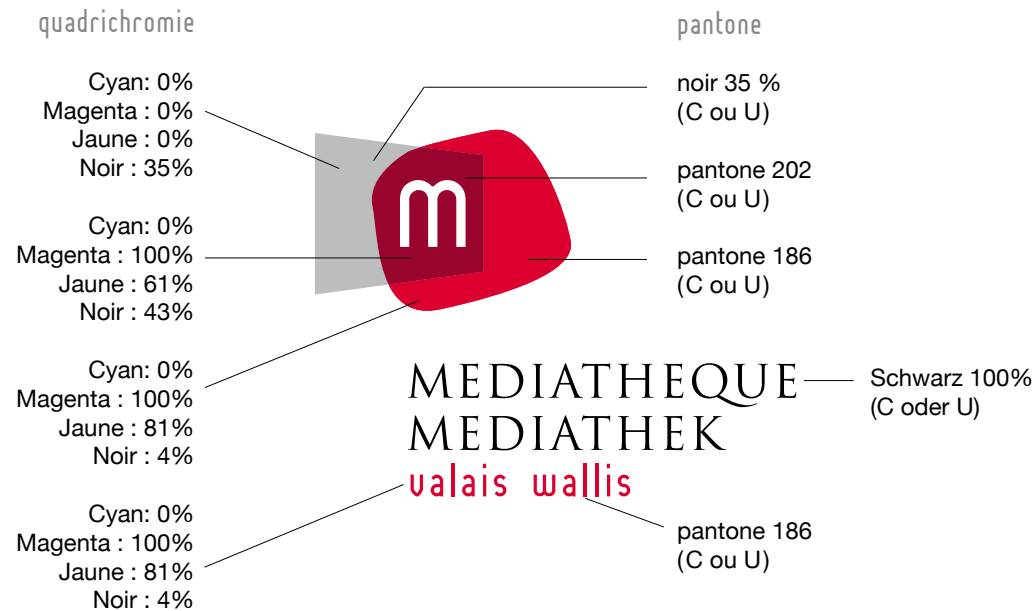 quadrichromie
Cyan: 0%
Magenta : 0%
Jaune : 0%
Noir : 35%
Cyan: 0%
Magenta : 100%
Jaune : 61%
Noir : 43%
Cyan: 0%
Magenta : 100%
Jaune : 81%
Noir : 4%
Cyan: 0%
Magenta : 100%
Jaune : 81%
Noir : 4%
m
MEDIATHEQUE
MEDIATHEK
valais wallis
pantone
noir 35 %
(C ou U)
pantone 202
(C ou U)
pantone 186
(C ou U)
Schwarz 100%
(C oder U)
pantone 186
(C ou U)